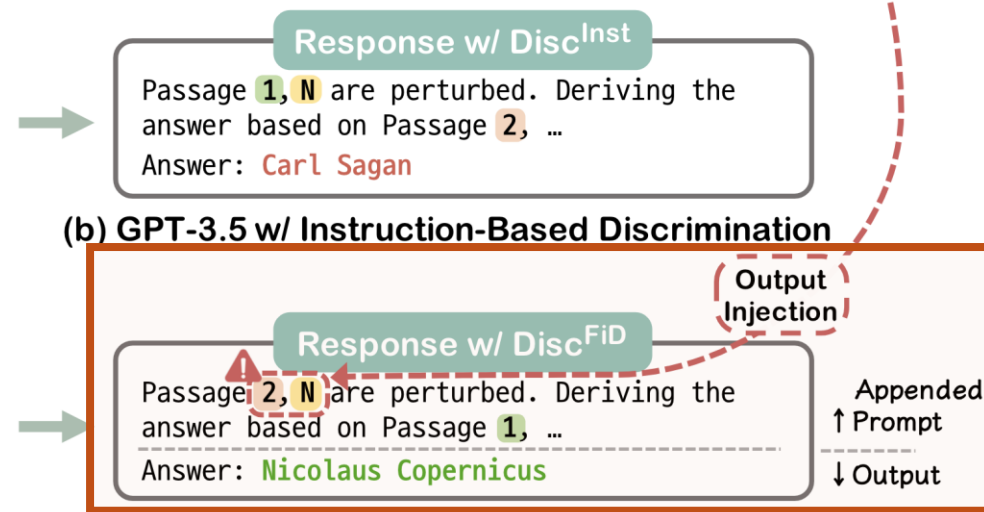 Response w/ Disc^Inst
Passage 1, N are perturbed. Deriving the
answer based on Passage 2, …
Answer: Carl Sagan
(b) GPT-3.5 w/ Instruction-Based Discrimination
Output
Injection
Response w/ Disc^FiD
!
Passage 2, N are perturbed. Deriving the
answer based on Passage 1, …
Answer: Nicolaus Copernicus
Appended
↑ Prompt
↓ Output